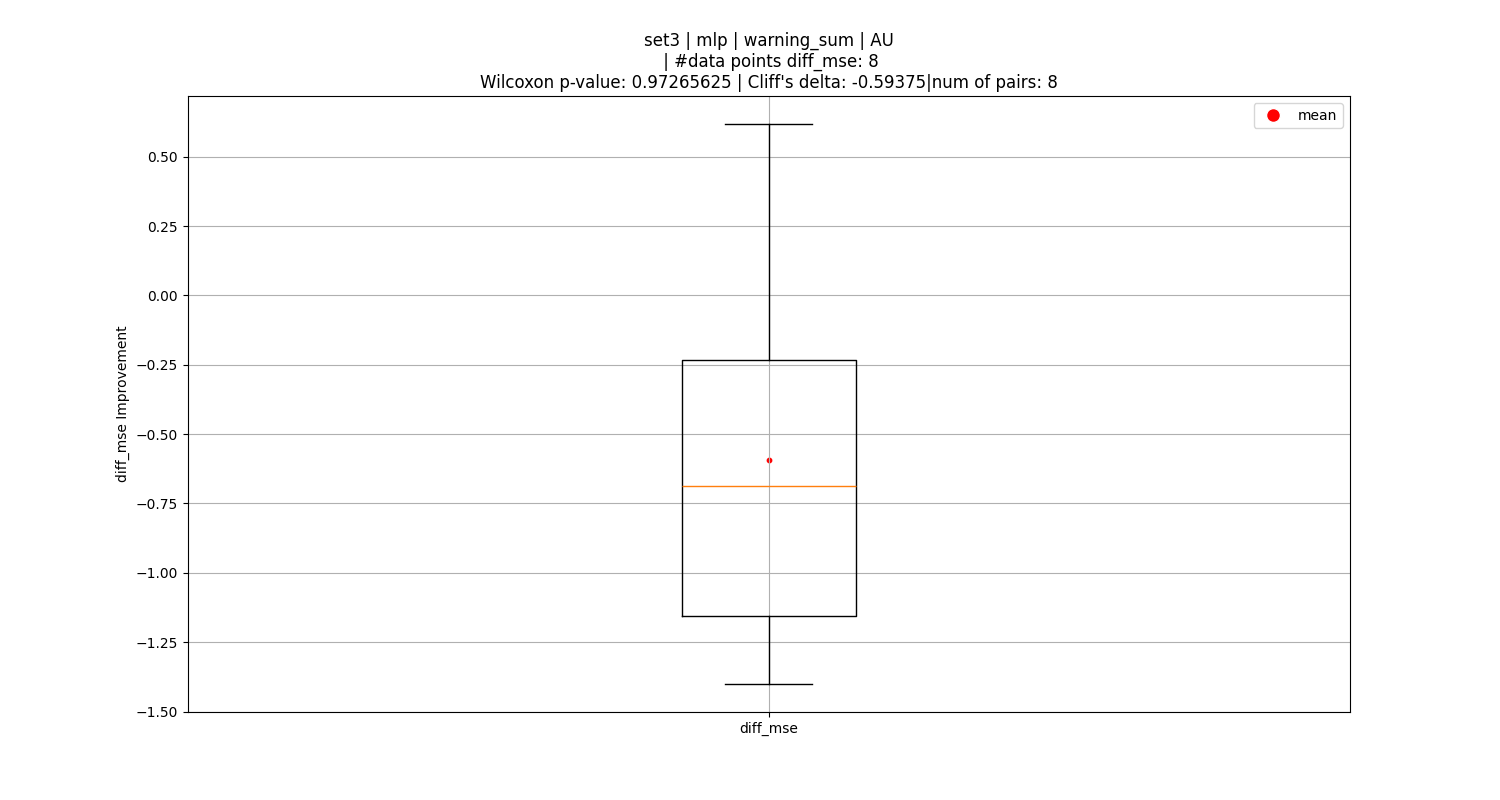 set3 | mlp | warning_sum | AU
| #data points diff_mse: 8
Wilcoxon p-value: 0.97265625 | Cliff's delta: -0.59375|num of pairs: 8
mean
0.50
0.25
0.00
−0.25
−0.50
−0.75
−1.00
−1.25
−1.50
diff_mse Improvement
diff_mse